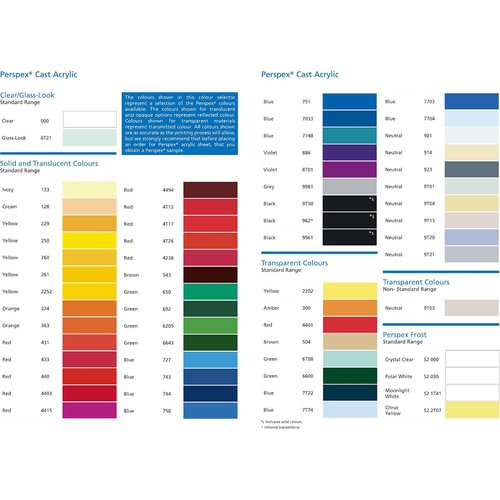 Perspex® Cast Acrylic
Clear/Glass-Look
Standard Range
Clear 000
Glass-Look 6T21
The colours shown in this colour selector
represent a selection of the Perspex® colours
available. The colours shown for translucent
and opaque options represent reflected colour.
Colours shown for transparent materials
represent transmitted colour. All colours shown
are as accurate as the printing process will allow,
but we strongly recommend that before placing
an order for Perspex® acrylic sheet, that you
obtain a Perspex® sample.
Solid and Translucent Colours
Standard Range
Ivory 133
Cream 128
Yellow 229
Yellow 250
Yellow 260
Yellow 261
Yellow 2252
Orange 324
Orange 363
Red 431
Red 433
Red 440
Red 4403
Red 4415
Red 4494
Red 4T12
Red 4T17
Red 4T26
Red 4238
Brown 543
Green 650
Green 692
Green 6205
Green 6643
Blue 727
Blue 743
Blue 744
Blue 750
Perspex® Cast Acrylic
Blue 751
Blue 7033
Blue 7748
Violet 886
Violet 8T01
Grey 9981
Black 9T30 *s
Black 962* *s
Black 9961 *s
Blue 7703
Blue 7704
Neutral 901
Neutral 914
Neutral 923
Neutral 9T01
Neutral 9T06
Neutral 9T13
Neutral 9T20
Neutral 9T21
Transparent Colours
Standard Range
Yellow 2202
Amber 300
Red 4401
Brown 504
Green 6T08
Green 6600
Blue 7T22
Blue 7T74
*s indicates solid colours
* Infrared transmitting
Transparent Colours
Non- Standard Range
Neutral 9T03
Perspex Frost
Standard Range
Crystal Clear S2 000
Polar White S2 030
Moonlight
White S2 1T41
Citrus
Yellow S2 2T07